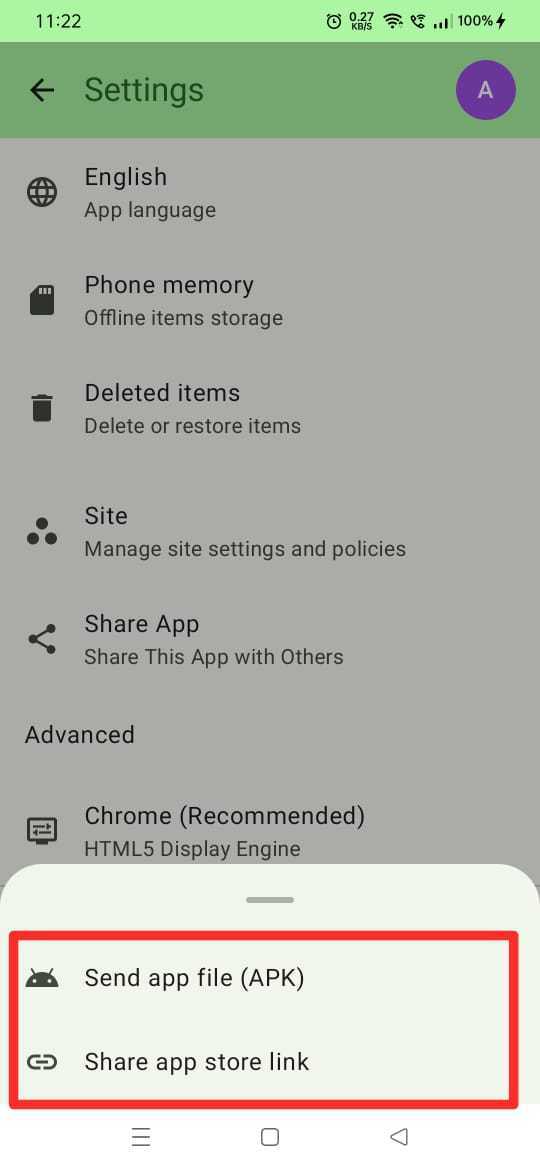 11:22
0.27
KB/S
100%
Settings
A
English
App language
Phone memory
Offline items storage
Deleted items
Delete or restore items
Site
Manage site settings and policies
Share App
Share This App with Others
Advanced
Chrome (Recommended)
HTML5 Display Engine
Send app file (APK)
Share app store link